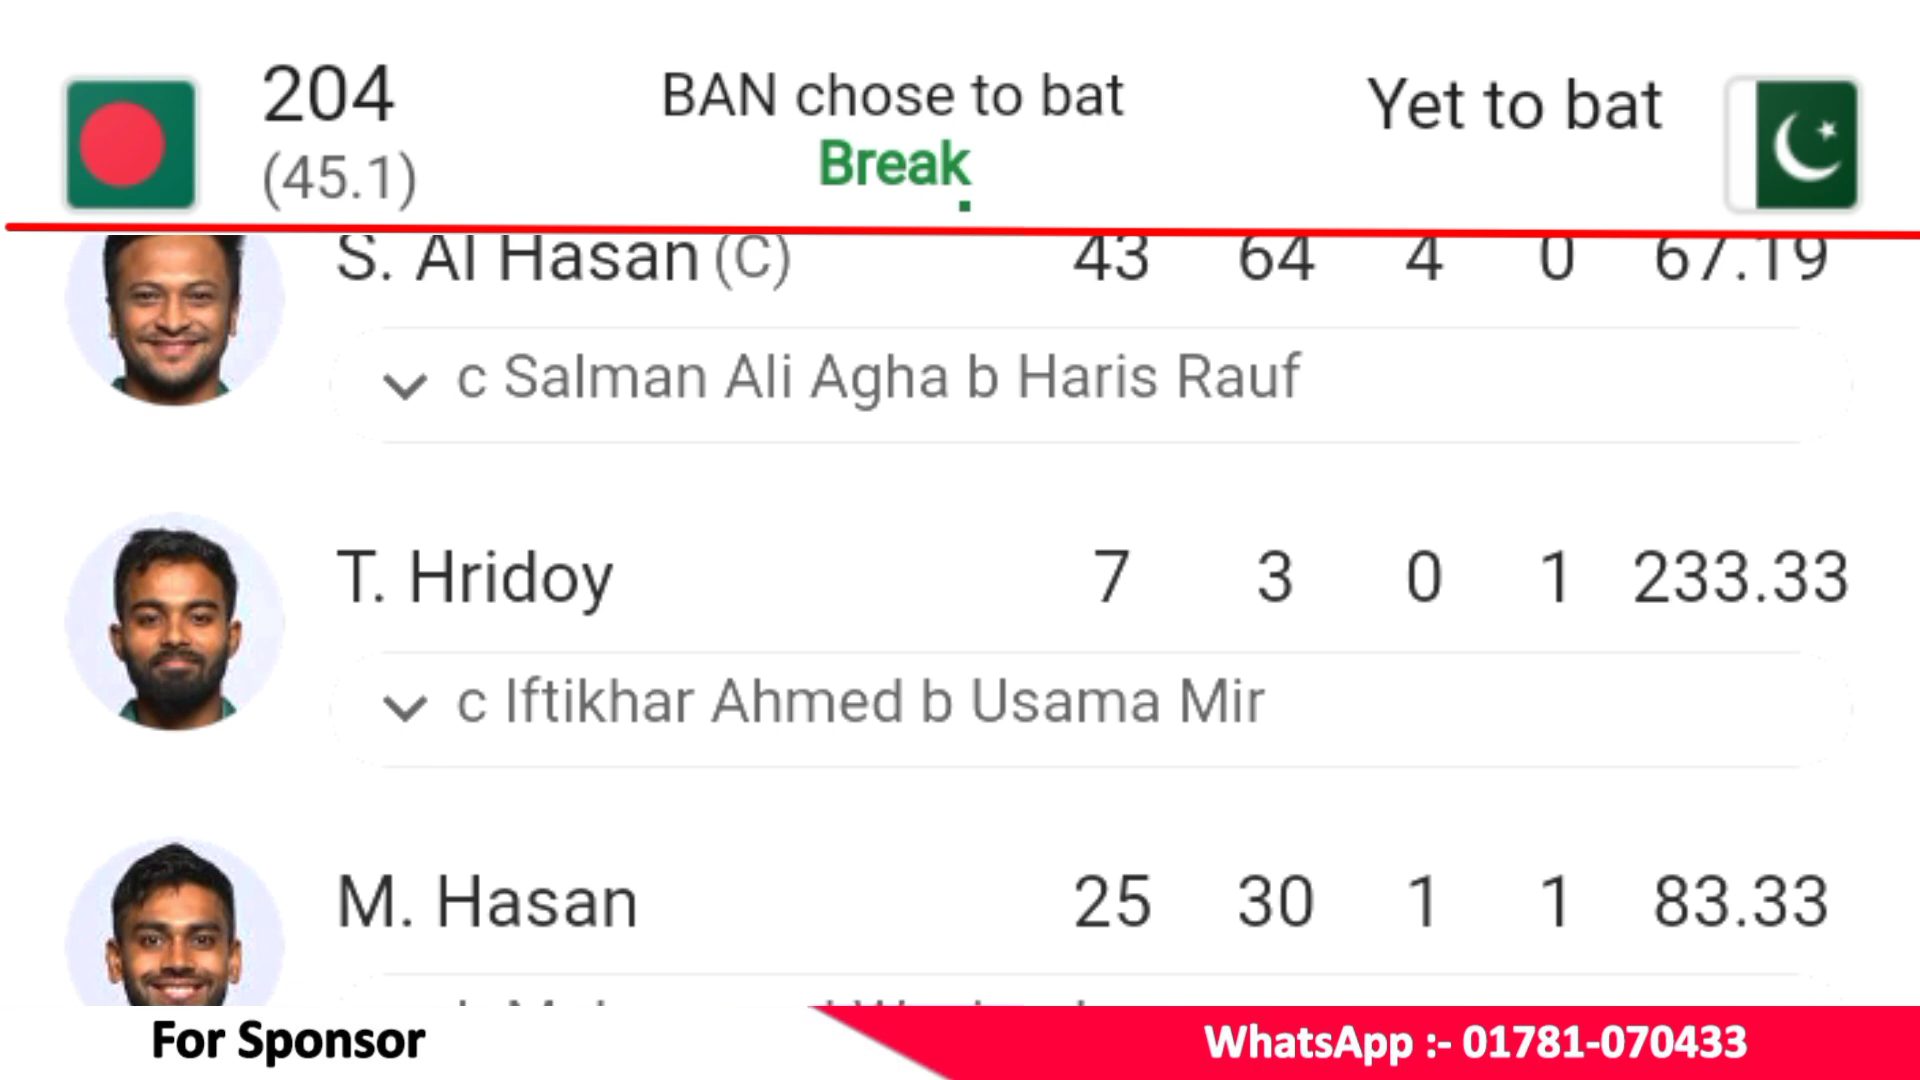 204 BAN chose to bat Yet to bat
(45.1) Break
S. Al Hasan (C) 43 64 4 0 67.19
c Salman Ali Agha b Haris Rauf
T. Hridoy 7 3 0 1 233.33
c Iftikhar Ahmed b Usama Mir
M. Hasan 25 30 1 1 83.33
For Sponsor WhatsApp :- 01781-070433